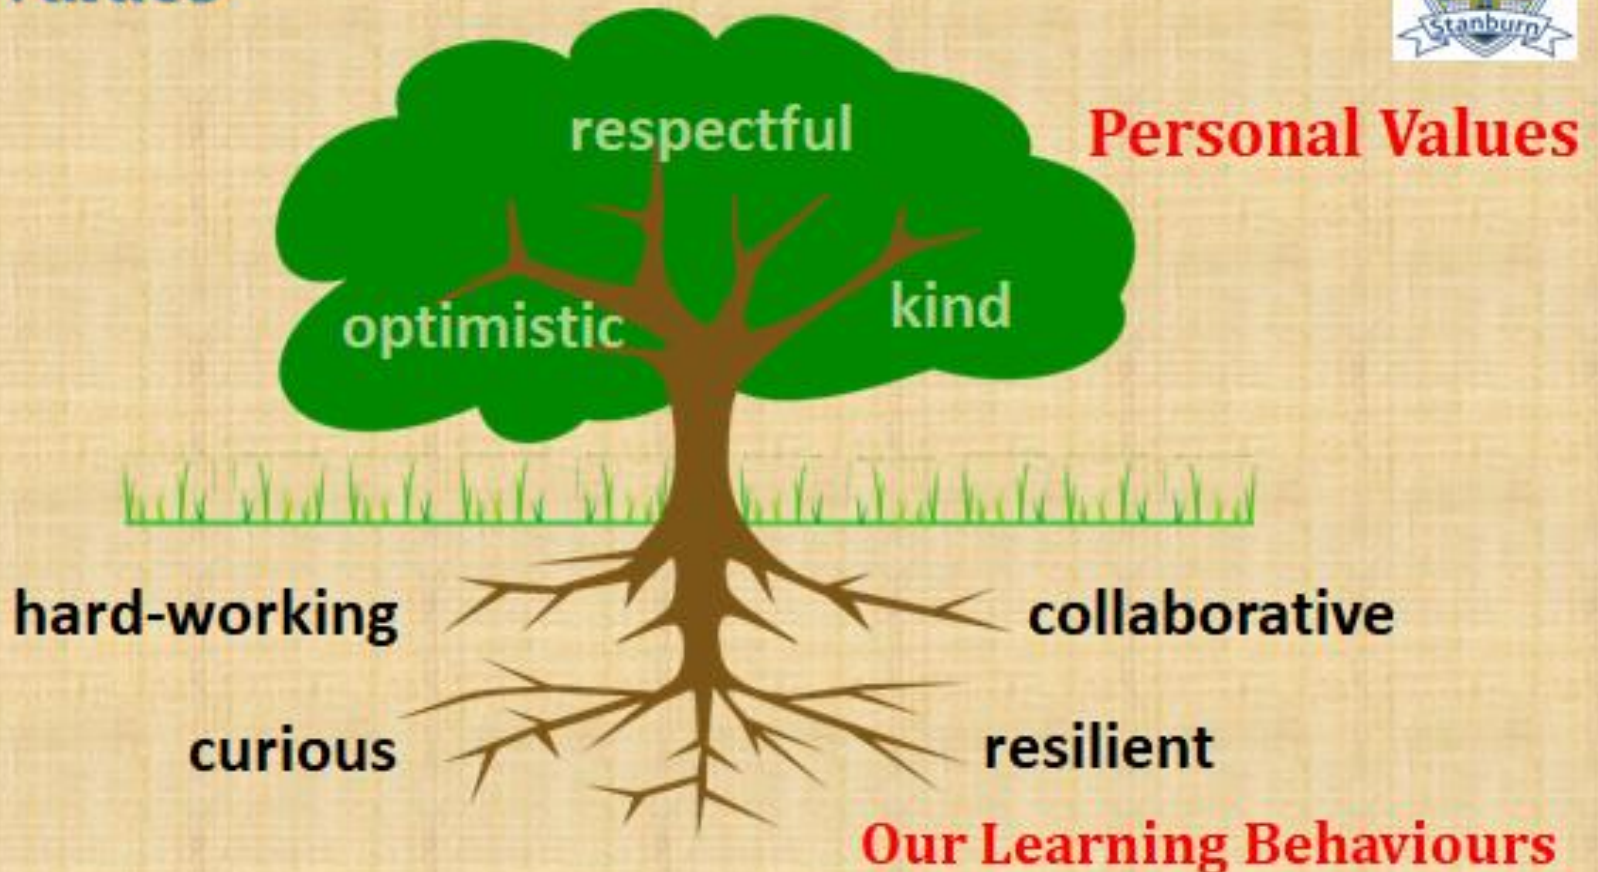 Stanburn
respectful
Personal Values
optimistic
kind
hard-working
collaborative
curious
resilient
Our Learning Behaviours